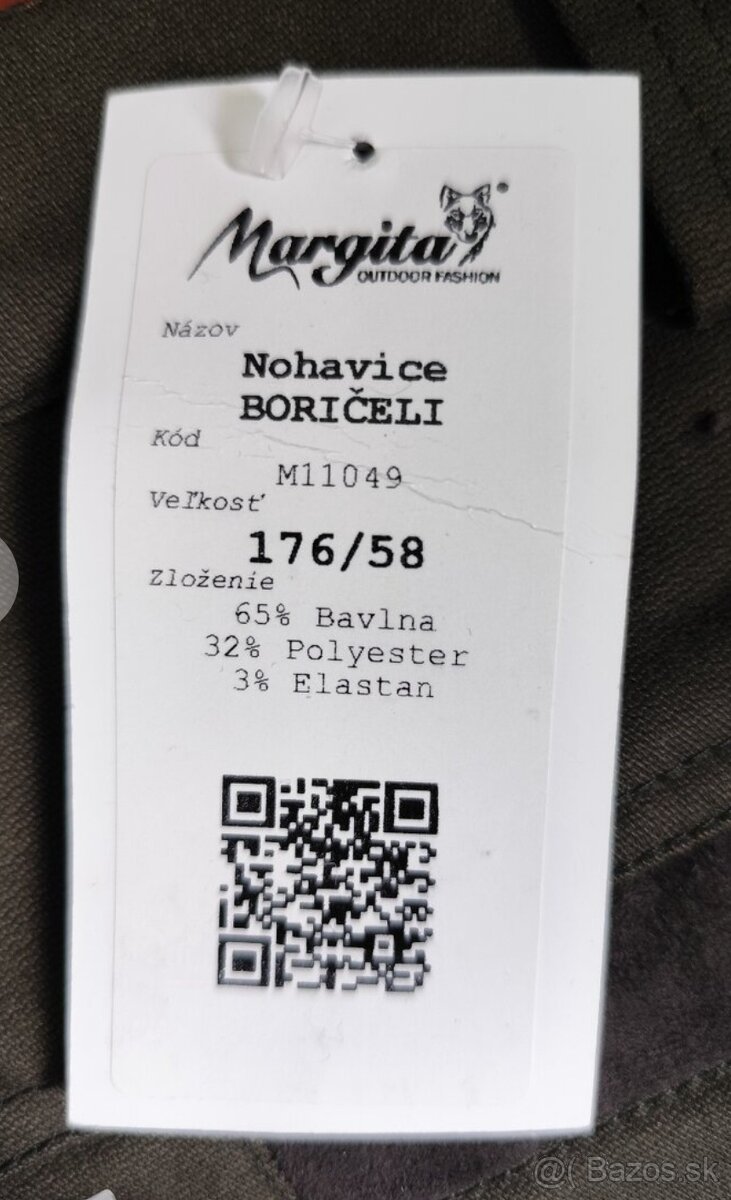 Margita
OUTDOOR FASHION
Názov
Nohavice
BORIČELI
Kód
M11049
Veľkosť
176/58
Zloženie
65% Bavlna
32% Polyester
3% Elastan
@( Bazos.sk